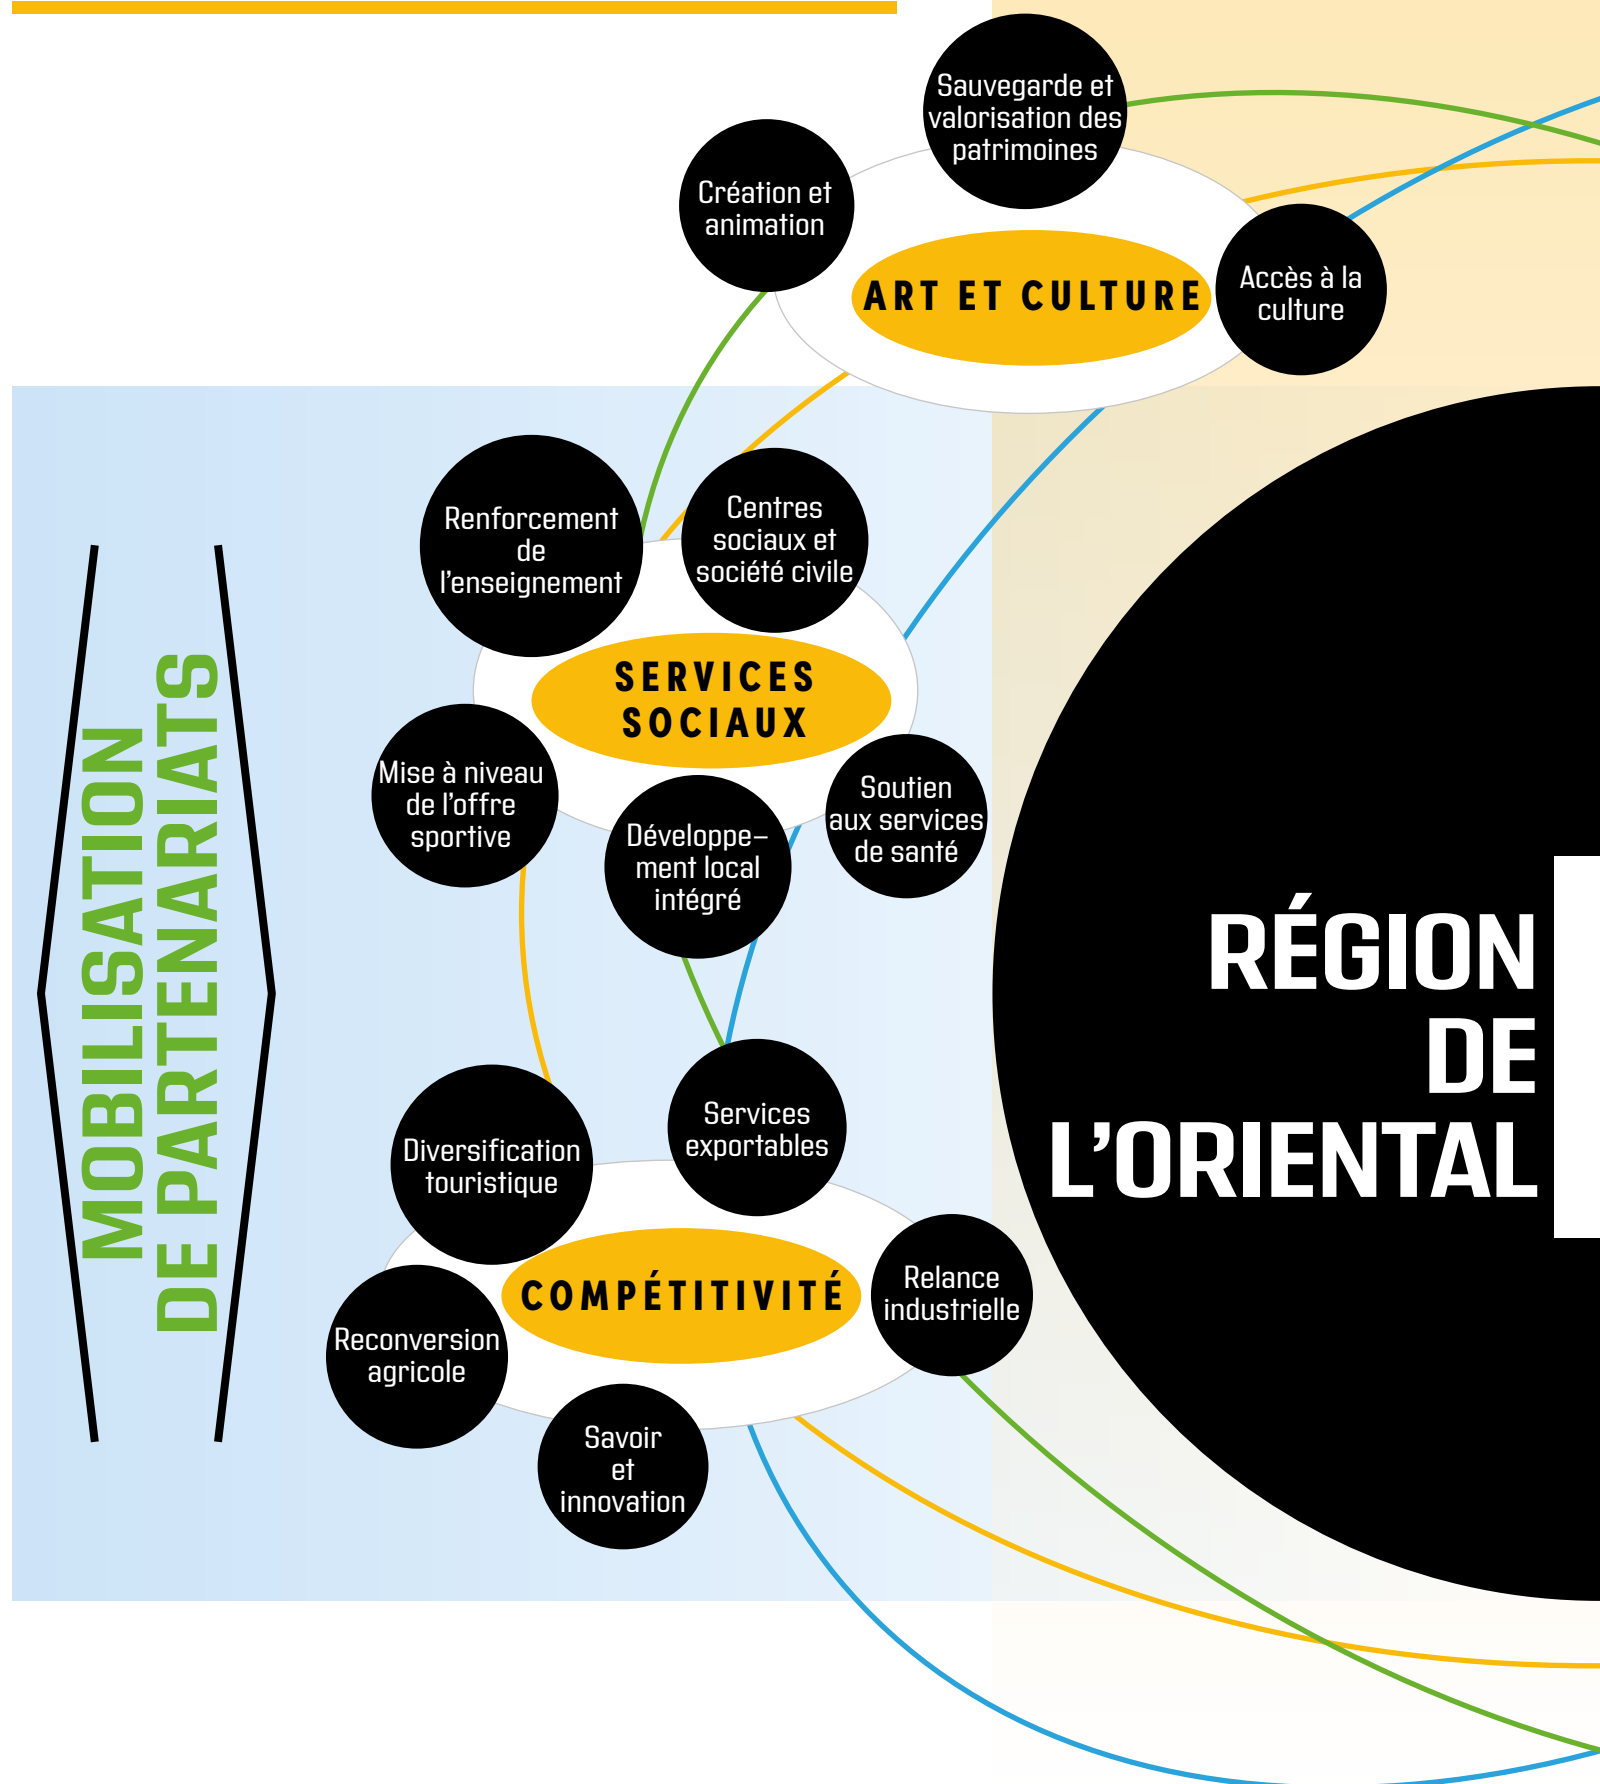 Sauvegarde et
valorisation des
patrimoines
Création et
animation
ART ET CULTURE
Accès à la
culture
Renforcement
de
l'enseignement
Centres
sociaux et
société civile
SERVICES
SOCIAUX
Mise à niveau
de l'offre
sportive
Développe–
ment local
intégré
Soutien
aux services
de santé
MOBILISATION
DE PARTENARIATS
RÉGION
DE
L'ORIENTAL
Services
exportables
Diversification
touristique
COMPÉTITIVITÉ
Relance
industrielle
Reconversion
agricole
Savoir
et
innovation